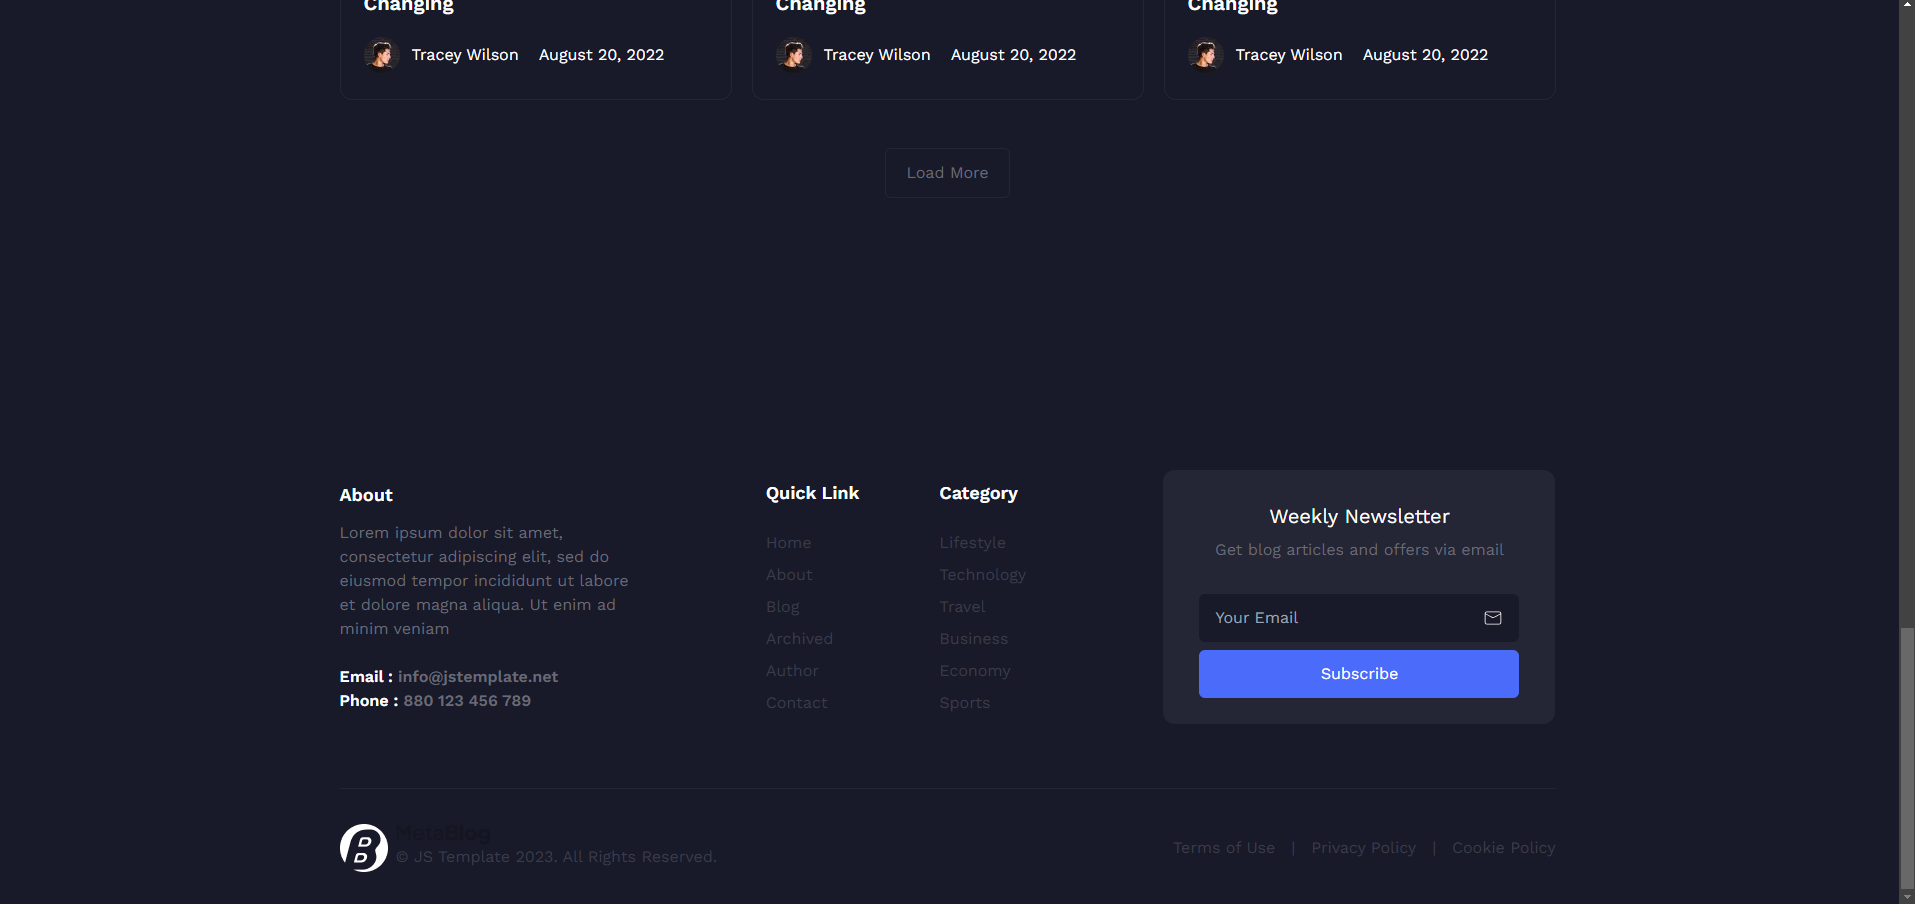 Changing Changing Changing
Tracey Wilson August 20, 2022 Tracey Wilson August 20, 2022 Tracey Wilson August 20, 2022
Load More
About
Lorem ipsum dolor sit amet,
consectetur adipiscing elit, sed do
eiusmod tempor incididunt ut labore
et dolore magna aliqua. Ut enim ad
minim veniam
Email : info@jstemplate.net
Phone : 880 123 456 789
Quick Link
Home
About
Blog
Archived
Author
Contact
Category
Lifestyle
Technology
Travel
Business
Economy
Sports
Weekly Newsletter
Get blog articles and offers via email
Your Email
Subscribe
MetaBlog
© JS Template 2023. All Rights Reserved.
Terms of Use | Privacy Policy | Cookie Policy